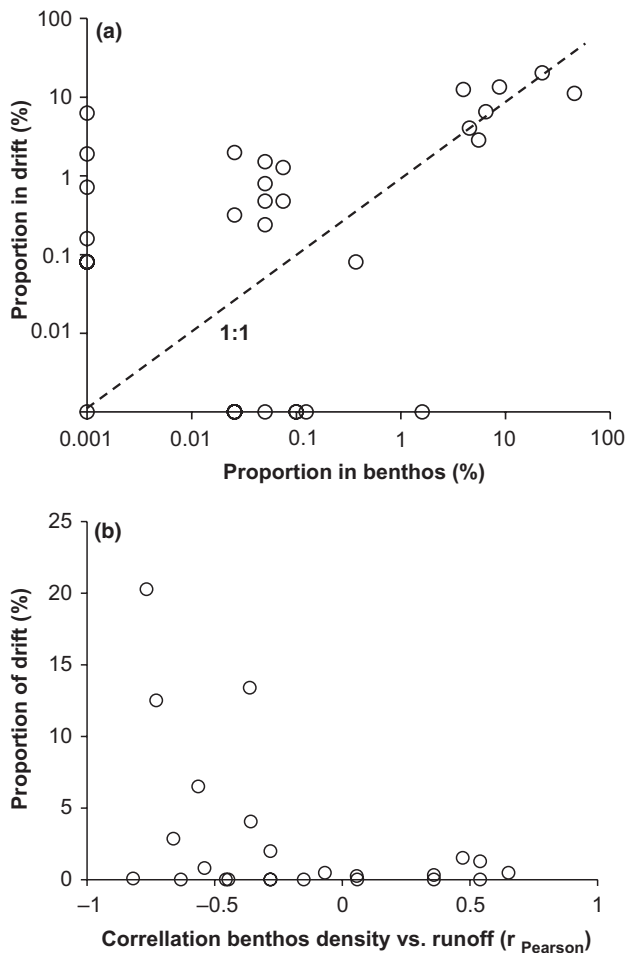 (a)
Proportion in drift (%)
100
10
1
0.1
0.01
1:1
0.001 0.01 0.1 1 10 100
Proportion in benthos (%)
(b)
Proportion of drift (%)
25
20
15
10
5
0
–1 –0.5 0 0.5 1
Correllation benthos density vs. runoff (r Pearson)